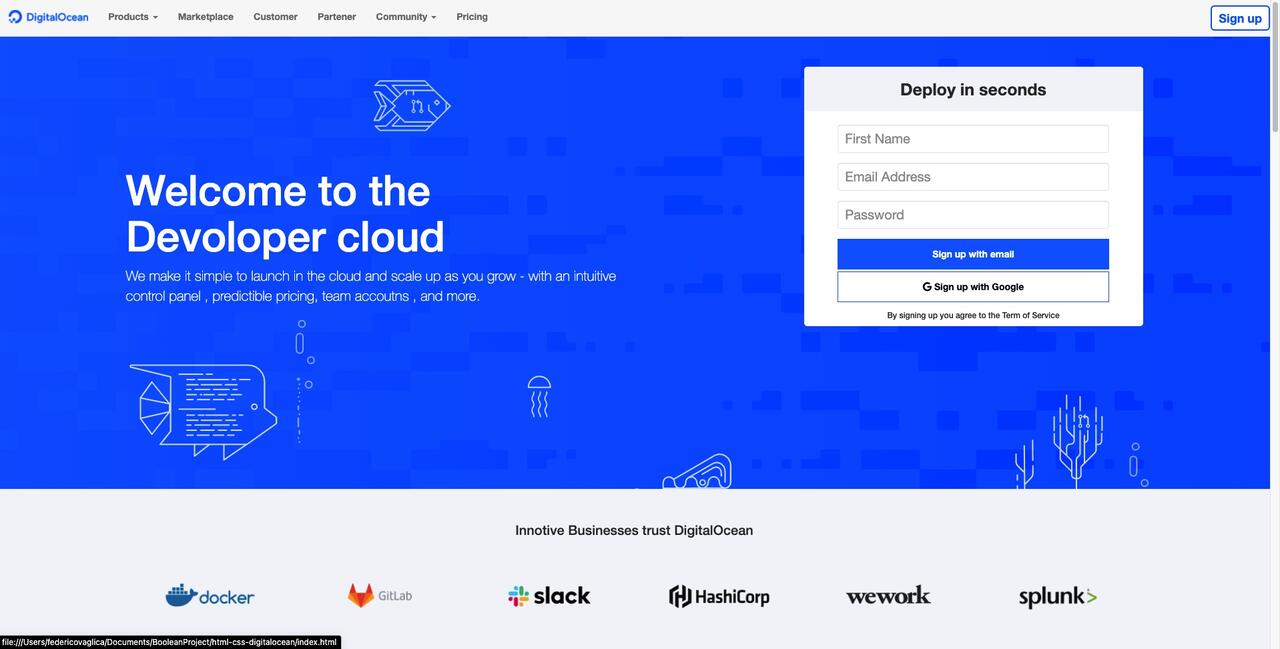 DigitalOcean Products Marketplace Customer Partener Community Pricing Sign up
Deploy in seconds
First Name
Email Address
Password
Sign up with email
G Sign up with Google
By signing up you agree to the Term of Service
Welcome to the
Devoloper cloud
We make it simple to launch in the cloud and scale up as you grow - with an intuitive
control panel , predictible pricing, team accoutns , and more.
Innotive Businesses trust DigitalOcean
docker GitLab slack HashiCorp wework splunk>
file:///Users/federicovaglica/Documents/BooleanProject/html-css-digitalocean/index.html